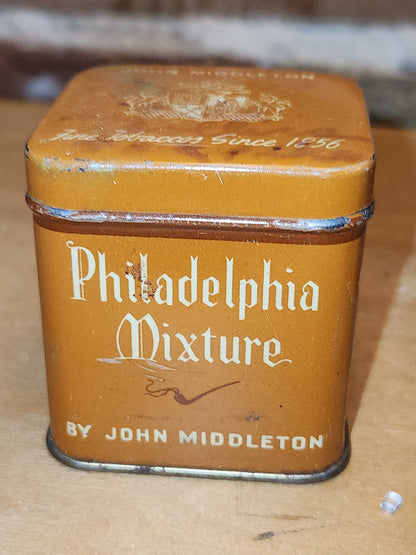 JOHN MIDDLETON
Fine Tobaccos Since 1856
Philadelphia
Mixture
BY JOHN MIDDLETON